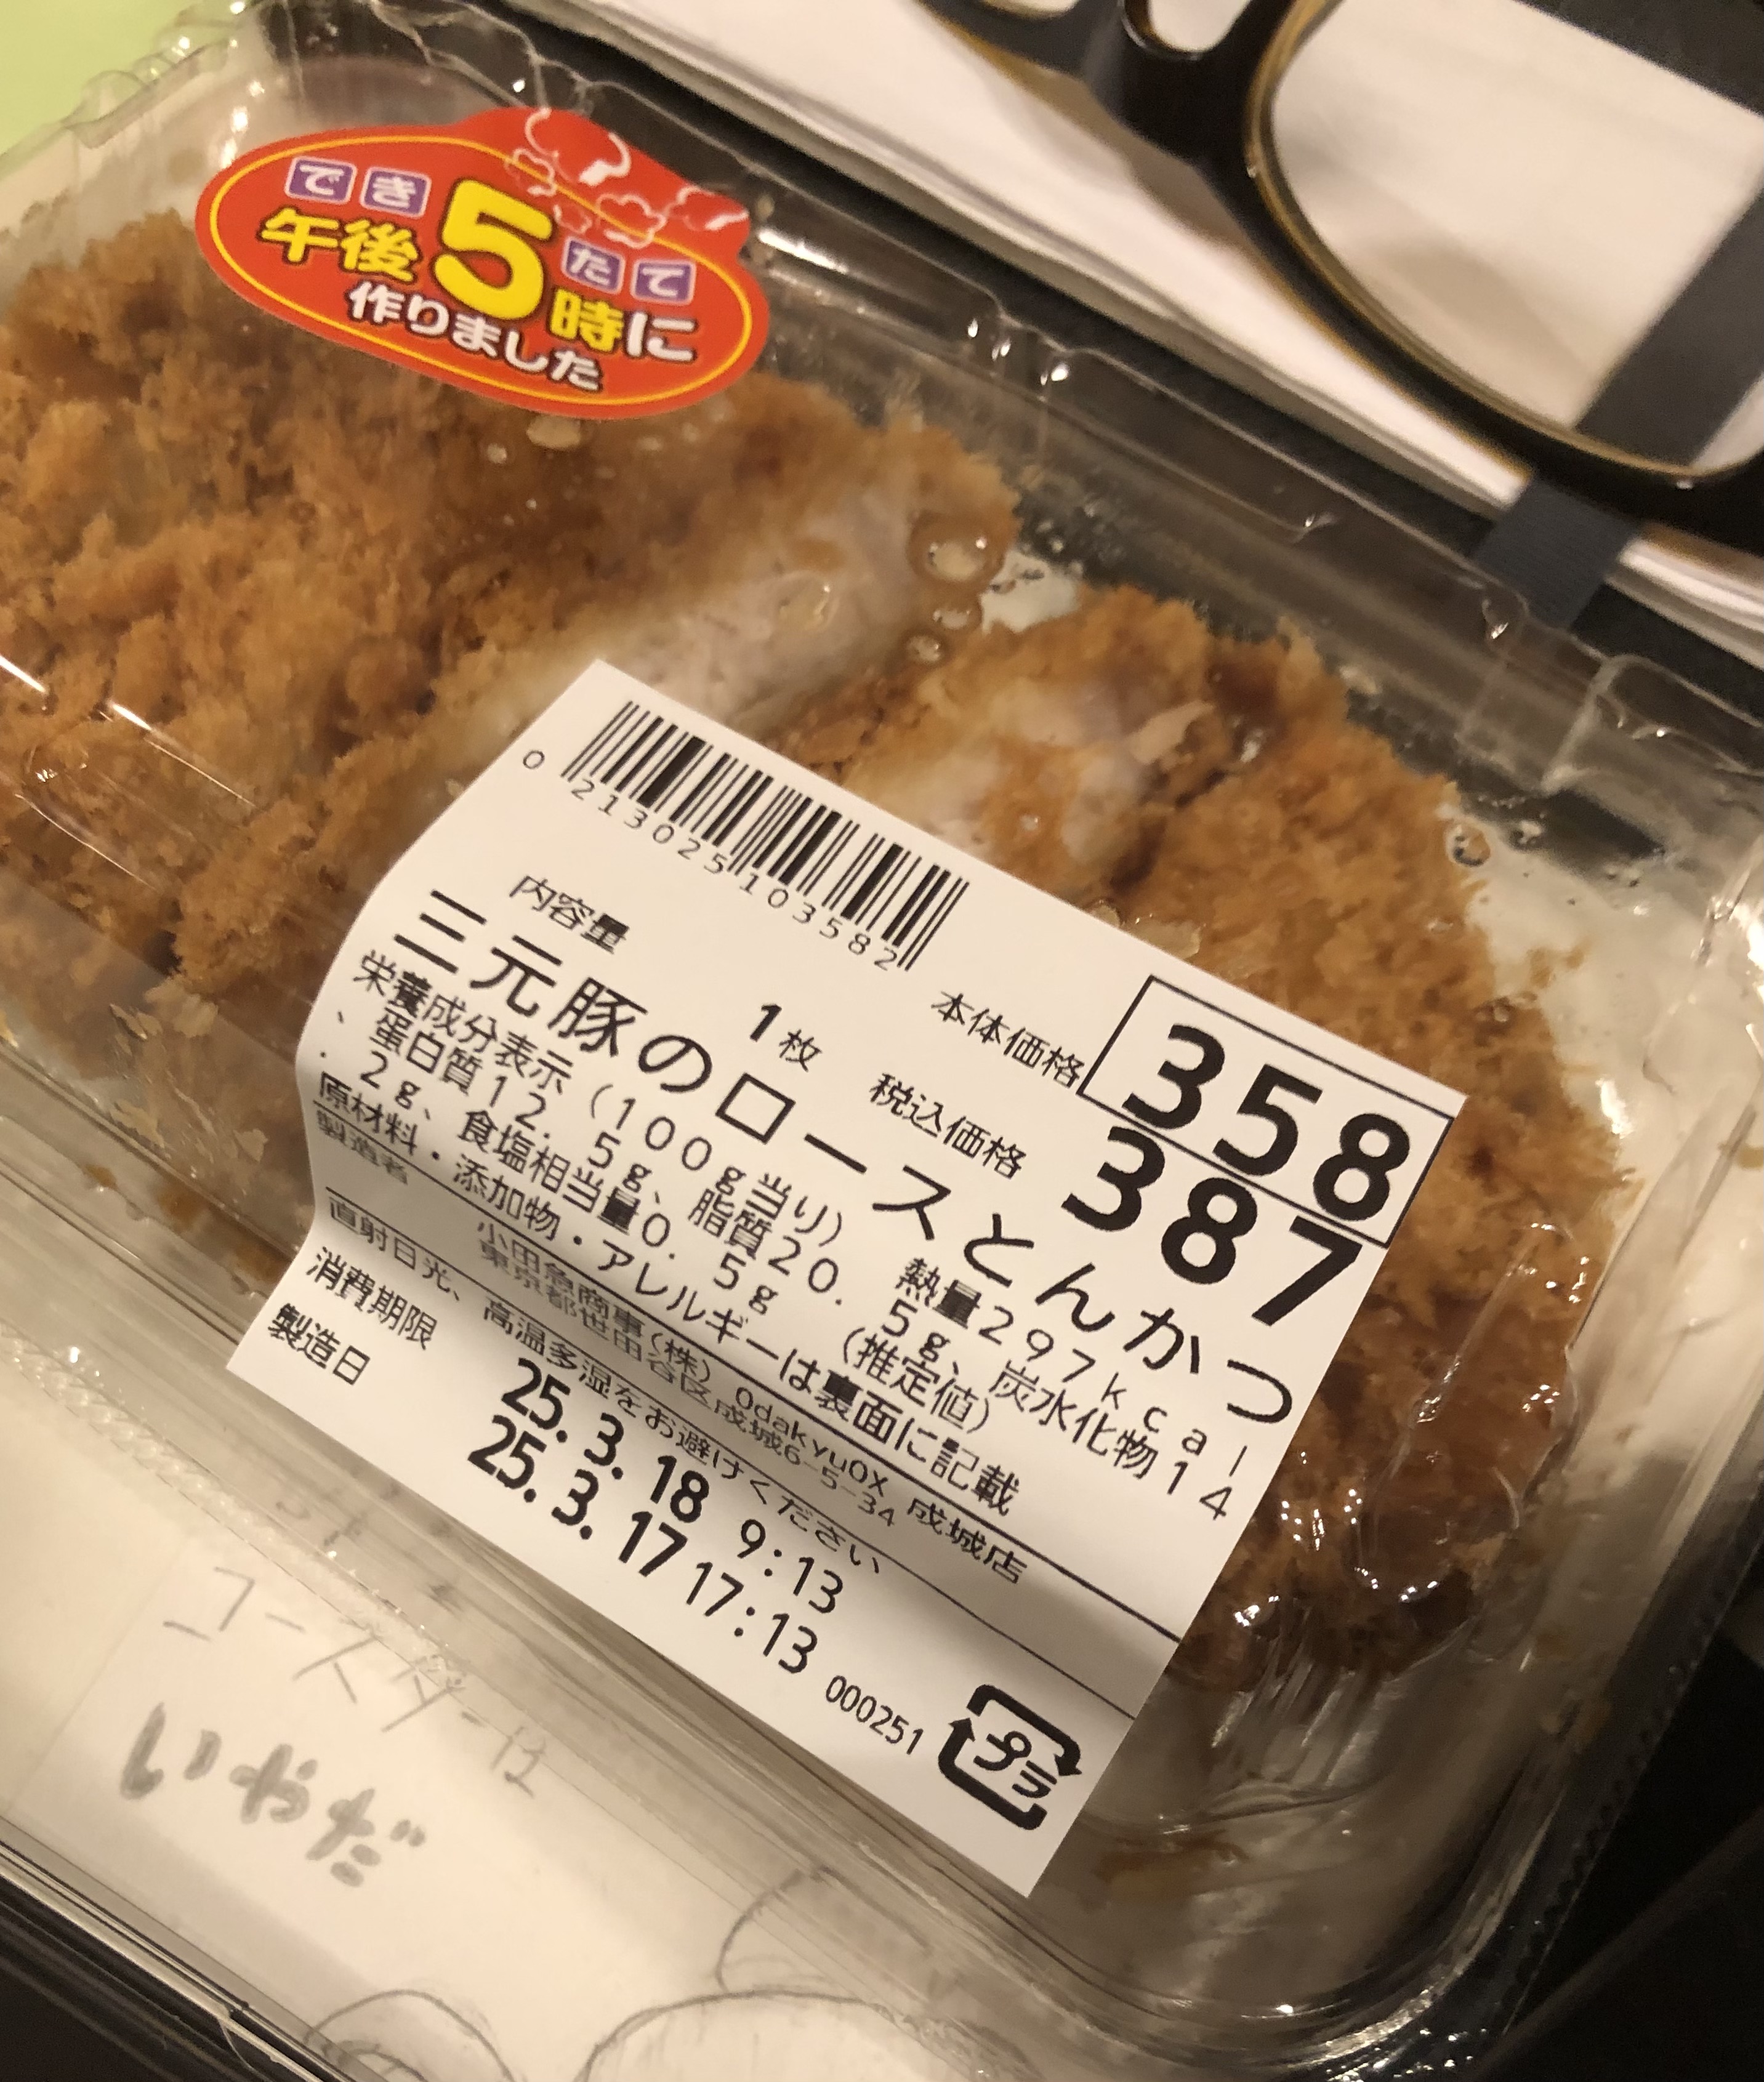 でき
たて
午後5時に
作りました
0 213025 103582
内容量 1枚
本体価格 358
税込価格 387
三元豚のロースとんかつ
栄養成分表示(100g当り) 熱量297kcal
、蛋白質12.5g、脂質20.5g、炭水化物14
.2g、食塩相当量0.5g (推定値)
原材料・添加物・アレルギーは裏面に記載
製造者 小田急商事(株) OdakyuOX 成城店
東京都世田谷区成城6-5-34
直射日光、高温多湿をお避けください
消費期限 25.3.18 9:13
製造日 25.3.17 17:13
000251
プラ
コースターは
いやだ